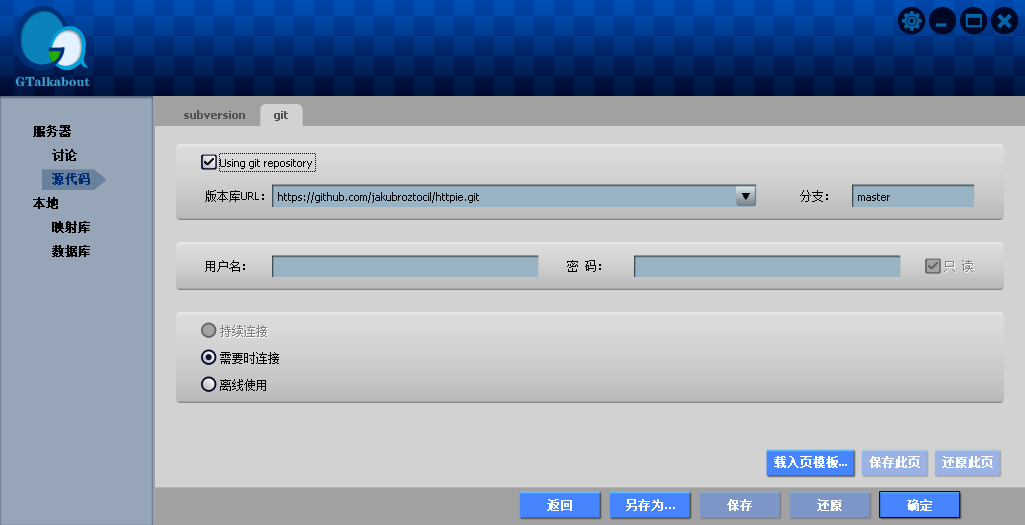 GTalkabout
服务器
讨论
源代码
本地
映射库
数据库
subversion git
Using git repository
版本库URL: https://github.com/jakubroztocil/httpie.git 分支: master
用户名: 密 码: 只 读
持续连接
需要时连接
离线使用
载入页模板... 保存此页 还原此页
返回 另存为... 保存 还原 确定